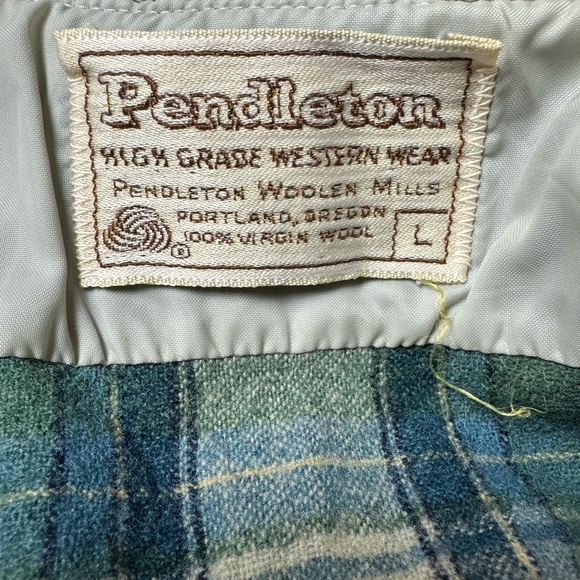 Pendleton
HIGH GRADE WESTERN WEAR
PENDLETON WOOLEN MILLS
PORTLAND, OREGON
100% VIRGIN WOOL
L
®